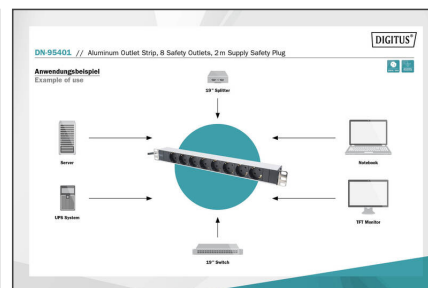 DIGITUS®
DN-95401 // Aluminum Outlet Strip, 8 Safety Outlets, 2 m Supply Safety Plug
Anwendungsbeispiel
Example of use
19" Splitter
Server
Notebook
UPS System
TFT Monitor
19" Switch